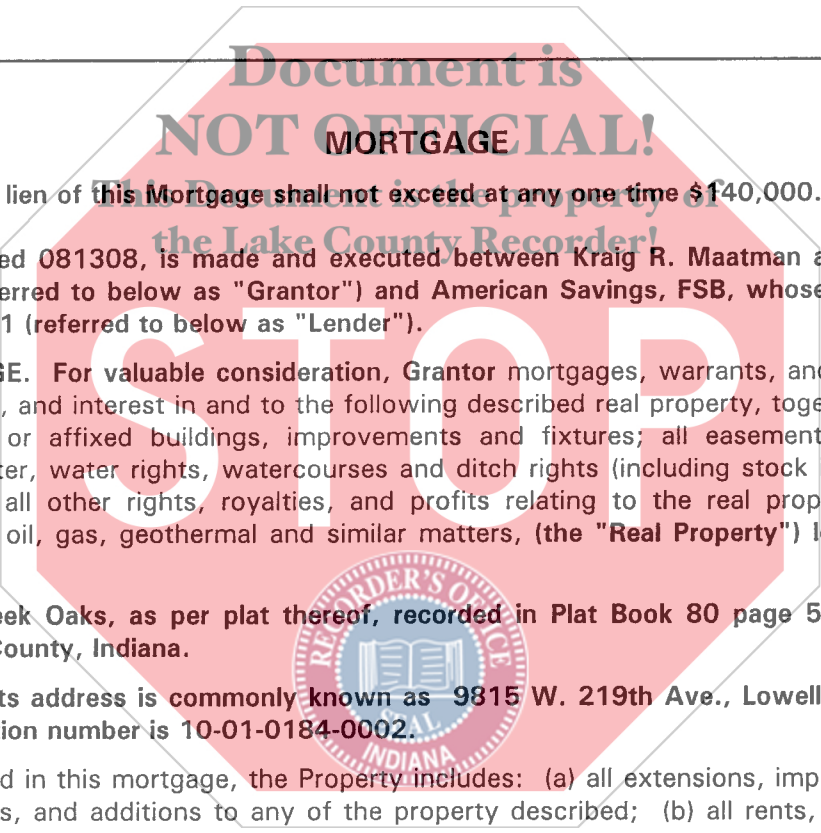 Document is
NOT OFFICIAL!
MORTGAGE
This Document is the property of
lien of this Mortgage shall not exceed at any one time $140,000.
the Lake County Recorder!
ed 081308, is made and executed between Kraig R. Maatman a
erred to below as "Grantor") and American Savings, FSB, whose
1 (referred to below as "Lender").
STOP
GE. For valuable consideration, Grantor mortgages, warrants, and
, and interest in and to the following described real property, toge
or affixed buildings, improvements and fixtures; all easement
ter, water rights, watercourses and ditch rights (including stock
all other rights, royalties, and profits relating to the real prop
oil, gas, geothermal and similar matters, (the "Real Property") l
RECORDER'S OFFICE
SEAL
INDIANA
eek Oaks, as per plat thereof, recorded in Plat Book 80 page 5
County, Indiana.
ts address is commonly known as 9815 W. 219th Ave., Lowell
tion number is 10-01-0184-0002.
d in this mortgage, the Property includes: (a) all extensions, imp
s, and additions to any of the property described; (b) all rents,